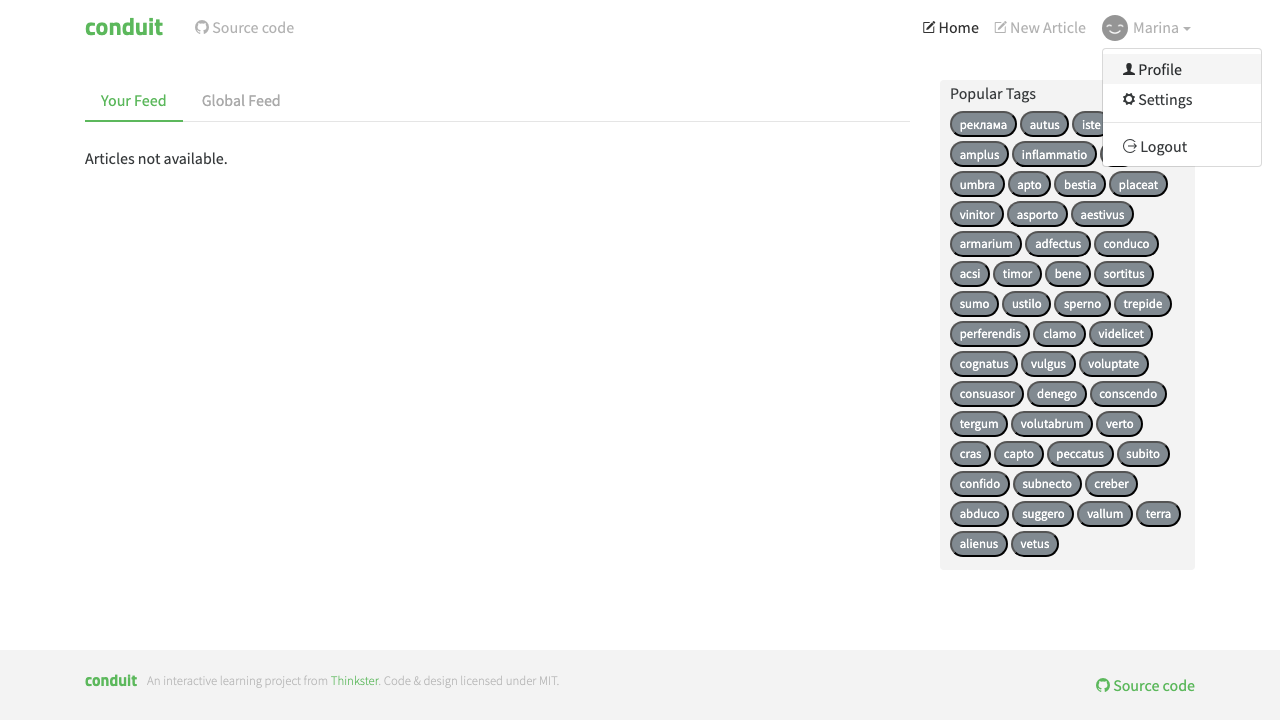 conduit
Source code
Home
New Article
Marina
Profile
Settings
Logout
Your Feed
Global Feed
Articles not available.
Popular Tags
реклама autus iste
amplus inflammatio
umbra apto bestia placeat
vinitor asporto aestivus
armarium adfectus conduco
acsi timor bene sortitus
sumo ustilo sperno trepide
perferendis clamo videlicet
cognatus vulgus voluptate
consuasor denego conscendo
tergum volutabrum verto
cras capto peccatus subito
confido subnecto creber
abduco suggero vallum terra
alienus vetus
conduit An interactive learning project from Thinkster. Code & design licensed under MIT.
Source code